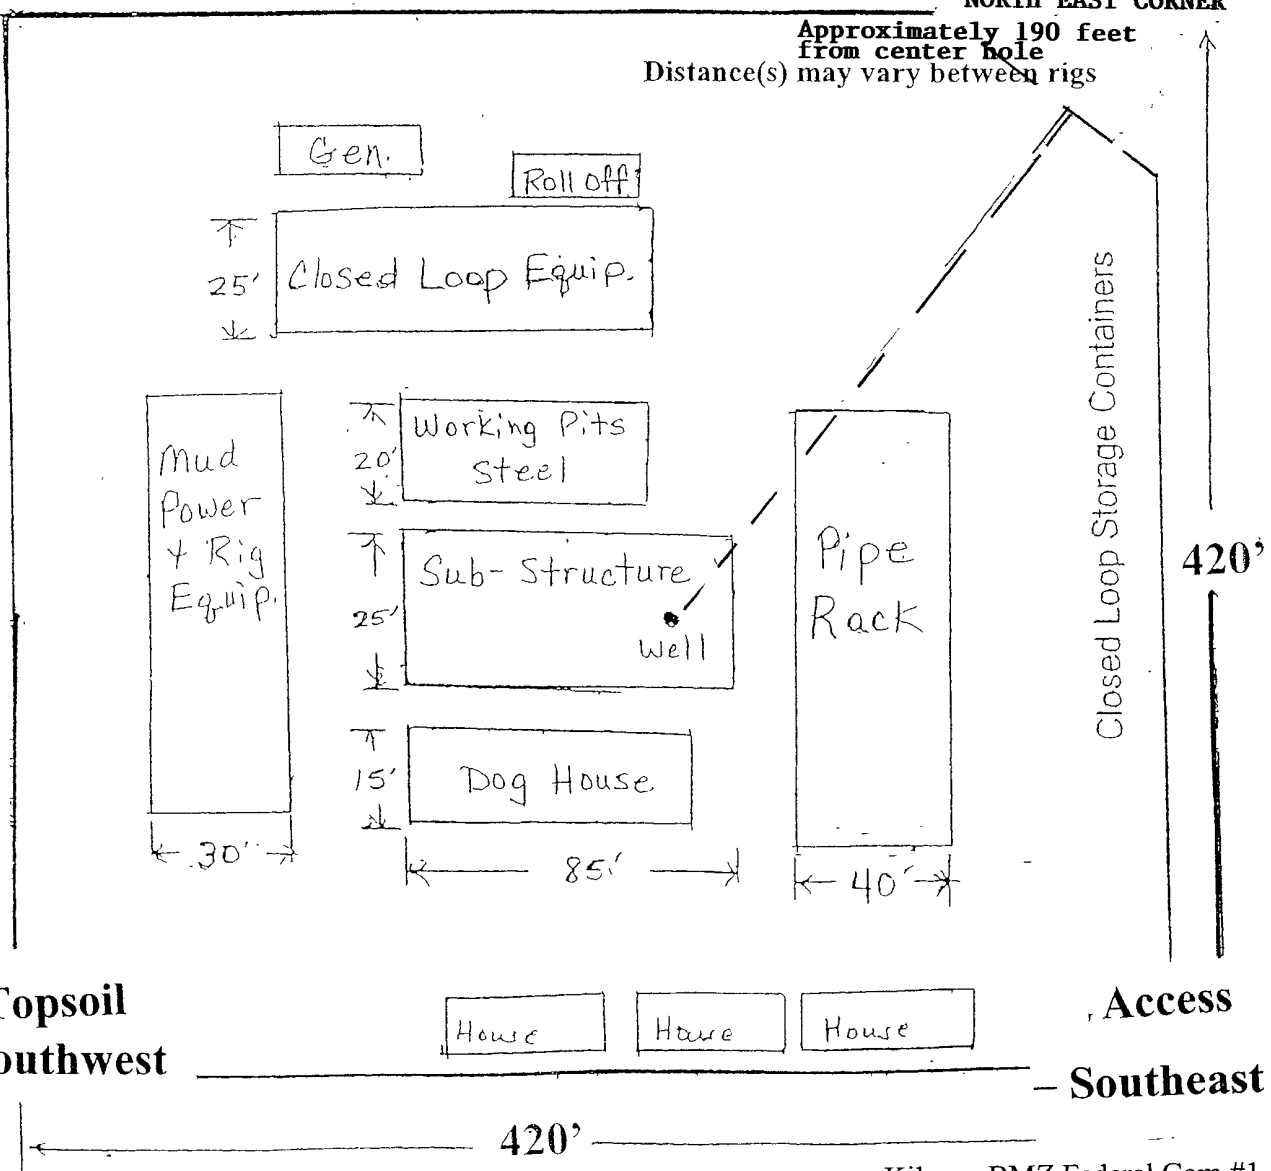 NORTH EAST CORNER
Approximately 190 feet
from center hole
Distance(s) may vary between rigs
Gen.
Roll off
25'
Closed Loop Equip.
Mud
Power
+ Rig
Equip.
20'
Working Pits
Steel
25'
Sub-Structure
Well
15'
Dog House
Pipe
Rack
Closed Loop Storage Containers
420'
30'
85'
40'
Topsoil
outhwest
House
House
House
Access
Southeast
420'